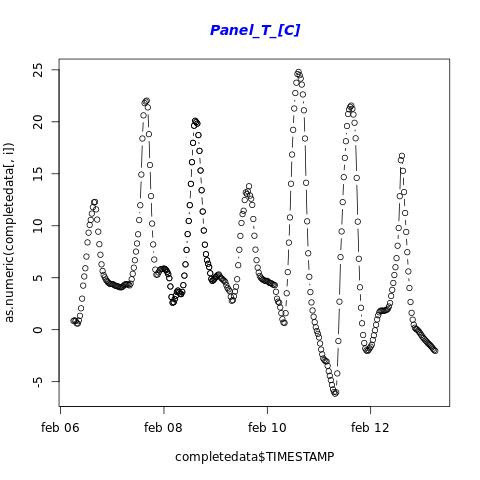 Panel_T_[C]
as.numeric(completedata[, i])
25
20
15
10
5
0
-5
feb 06
feb 08
feb 10
feb 12
completedata$TIMESTAMP